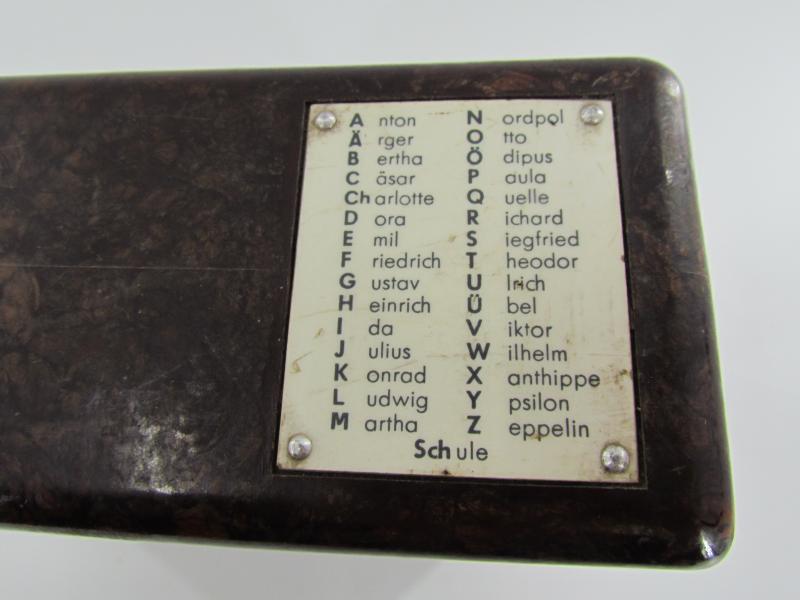 Anton
Ärger
Bertha
Cäsar
Charlotte
Dora
Emil
Friedrich
Gustav
Heinrich
Ida
Julius
Konrad
Ludwig
Martha
Nordpol
Otto
Ödipus
Paula
Quelle
Richard
Siegfried
Theodor
Ulrich
Übel
Viktor
Wilhelm
Xanthippe
Ypsilon
Zeppelin
Schule